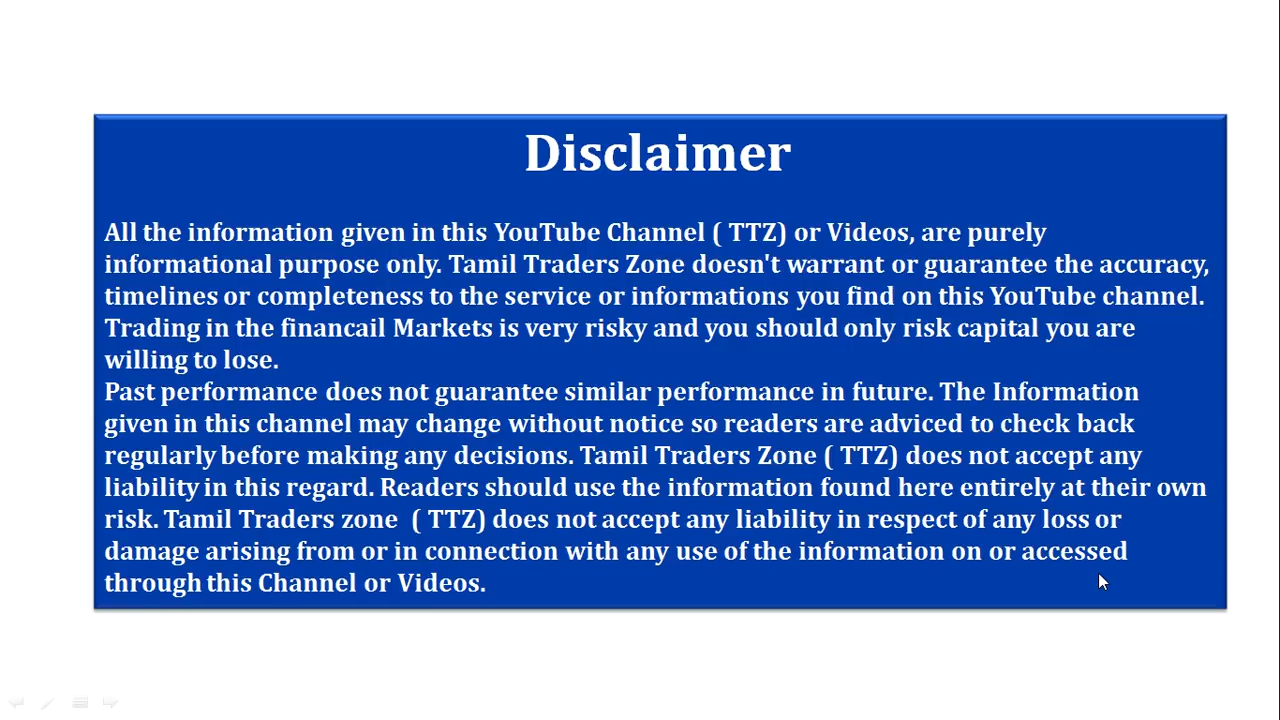 Disclaimer
All the information given in this YouTube Channel ( TTZ) or Videos, are purely
informational purpose only. Tamil Traders Zone doesn't warrant or guarantee the accuracy,
timelines or completeness to the service or informations you find on this YouTube channel.
Trading in the financail Markets is very risky and you should only risk capital you are
willing to lose.
Past performance does not guarantee similar performance in future. The Information
given in this channel may change without notice so readers are adviced to check back
regularly before making any decisions. Tamil Traders Zone ( TTZ) does not accept any
liability in this regard. Readers should use the information found here entirely at their own
risk. Tamil Traders zone  ( TTZ) does not accept any liability in respect of any loss or
damage arising from or in connection with any use of the information on or accessed
through this Channel or Videos.